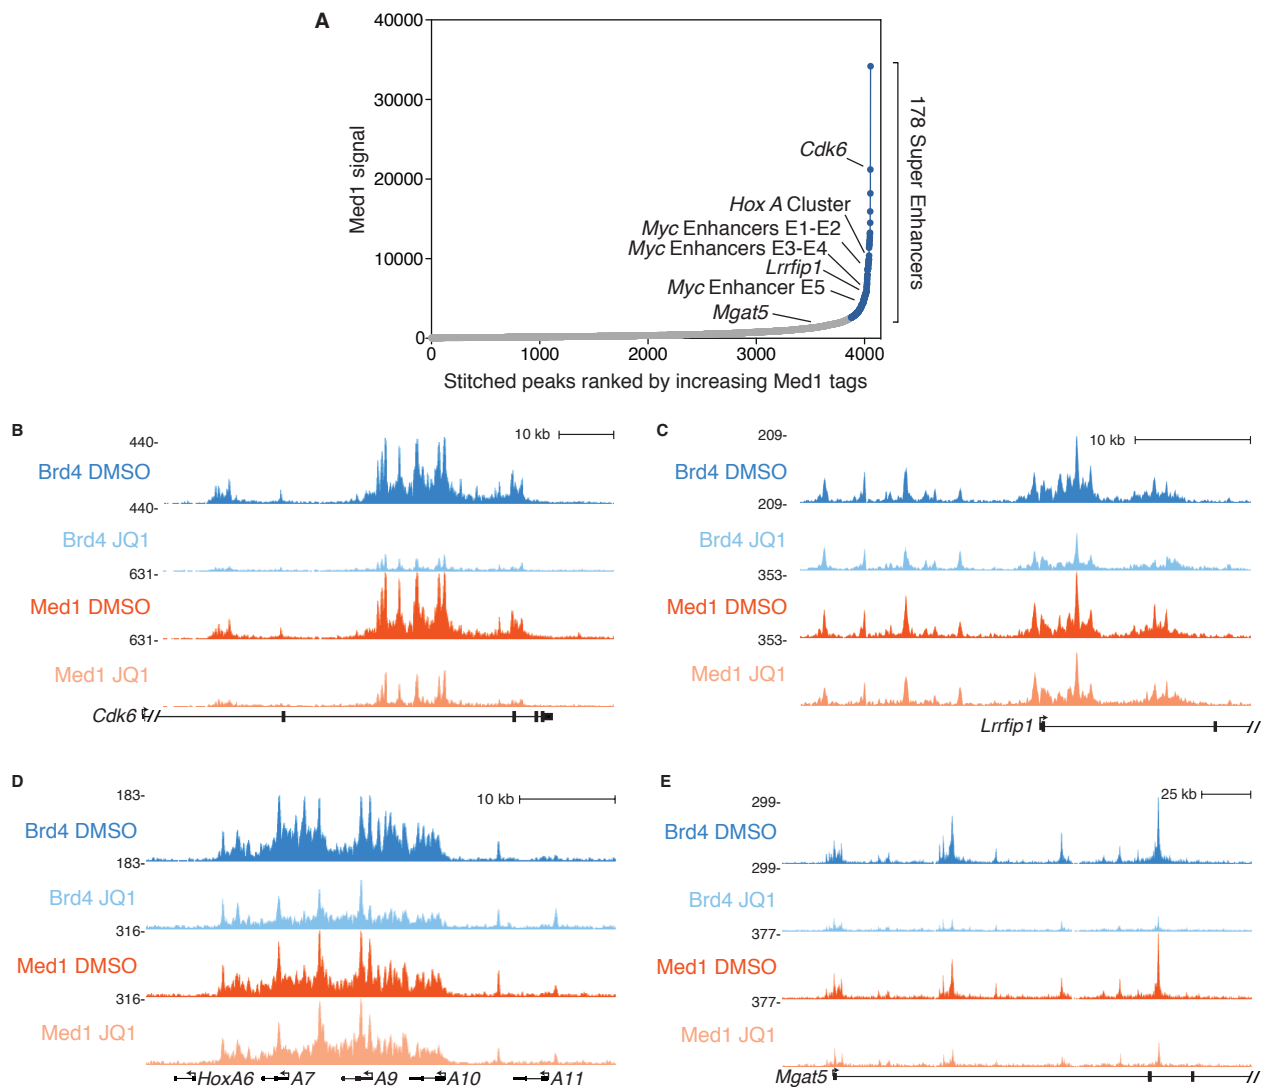 A
40000
30000
20000
10000
0
Med1 signal
Cdk6
Hox A Cluster
Myc Enhancers E1-E2
Myc Enhancers E3-E4
Lrrfip1
Myc Enhancer E5
Mgat5
178 Super Enhancers
0 1000 2000 3000 4000
Stitched peaks ranked by increasing Med1 tags
B
10 kb
440-
Brd4 DMSO
440-
Brd4 JQ1
631-
Med1 DMSO
631-
Med1 JQ1
Cdk6
C
209-
10 kb
Brd4 DMSO
209-
Brd4 JQ1
353-
Med1 DMSO
353-
Med1 JQ1
Lrrfip1
D
183-
10 kb
Brd4 DMSO
183-
Brd4 JQ1
316-
Med1 DMSO
316-
Med1 JQ1
HoxA6 A7 A9 A10 A11
E
25 kb
299-
Brd4 DMSO
299-
Brd4 JQ1
377-
Med1 DMSO
377-
Med1 JQ1
Mgat5